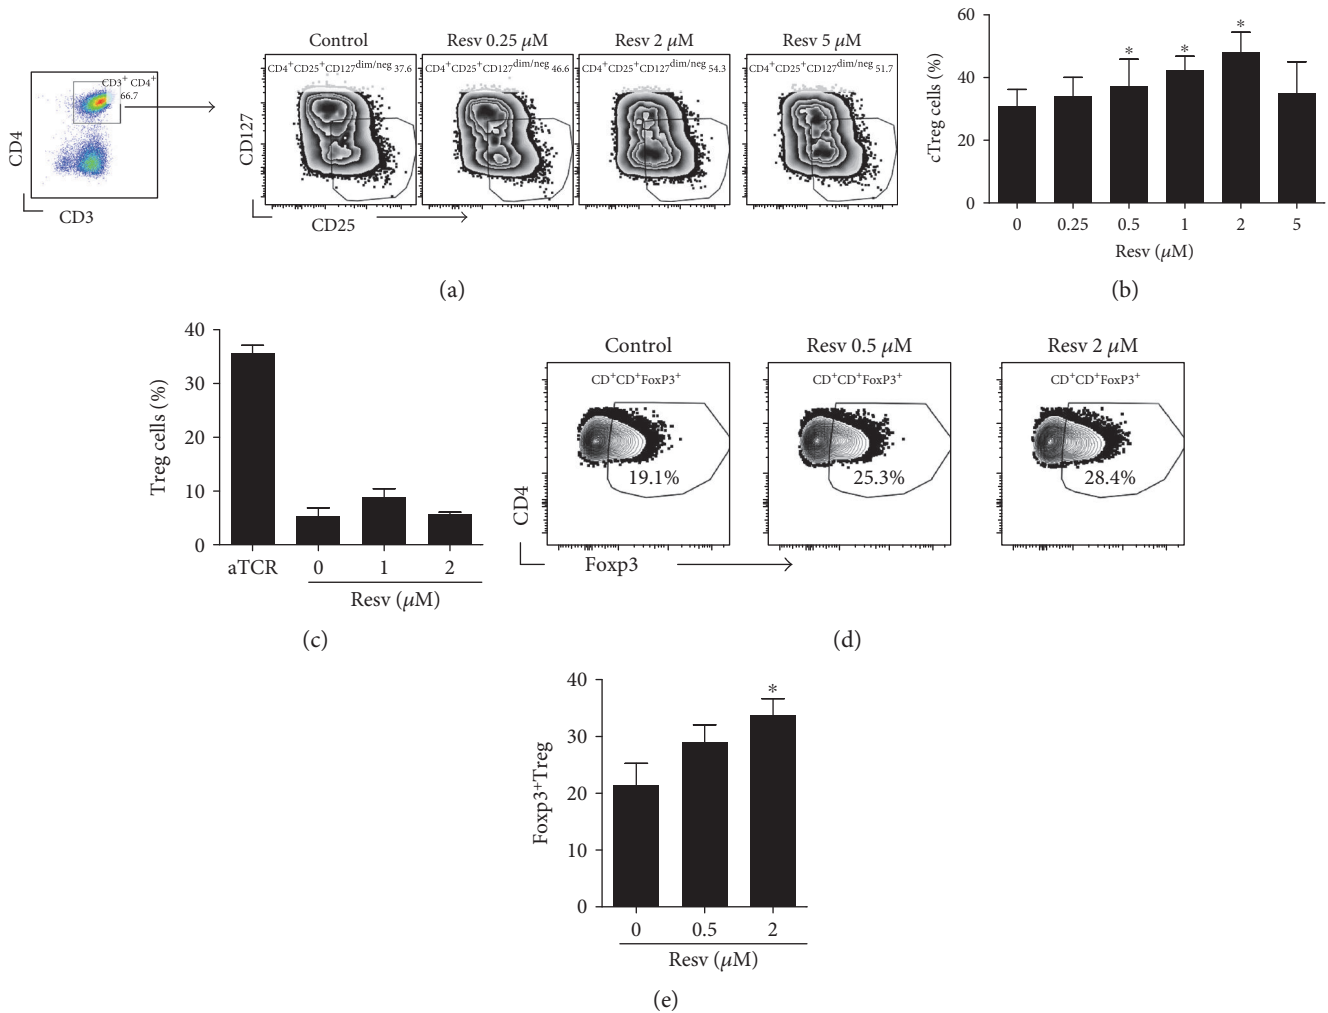 CD3⁺ CD4⁺
66.7
CD4
CD3
Control
Resv 0.25 μM
Resv 2 μM
Resv 5 μM
CD4⁺CD25⁺CD127dim/neg 37.6
CD4⁺CD25⁺CD127dim/neg 46.6
CD4⁺CD25⁺CD127dim/neg 54.3
CD4⁺CD25⁺CD127dim/neg 51.7
CD127
CD25
(a)
cTreg cells (%)
60
40
20
0
* * *
0 0.25 0.5 1 2 5
Resv (μM)
(b)
Treg cells (%)
40
30
20
10
0
aTCR 0 1 2
Resv (μM)
(c)
Control
Resv 0.5 μM
Resv 2 μM
CD⁺CD⁺FoxP3⁺
CD⁺CD⁺FoxP3⁺
CD⁺CD⁺FoxP3⁺
19.1%
25.3%
28.4%
CD4
Foxp3
(d)
Foxp3⁺Treg
40
30
20
10
0
*
0 0.5 2
Resv (μM)
(e)